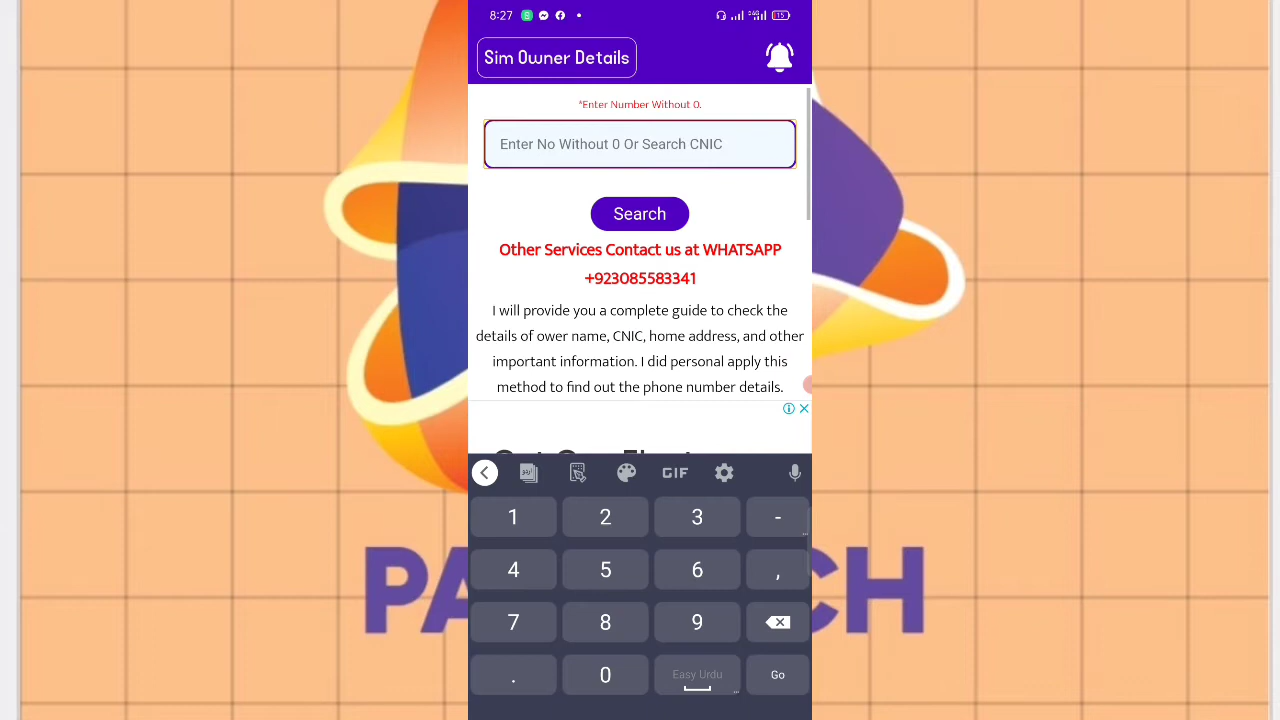 8:27
15
Sim Owner Details
*Enter Number Without 0.
Enter No Without 0 Or Search CNIC
Search
Other Services Contact us at WHATSAPP
+923085583341
I will provide you a complete guide to check the
details of ower name, CNIC, home address, and other
important information. I did personal apply this
method to find out the phone number details.
GIF
1 2 3 -
4 5 6 ,
7 8 9
. 0 Easy Urdu Go
PA CH